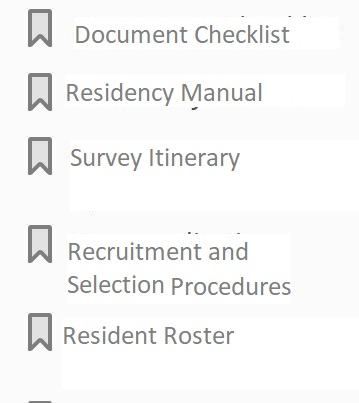 Document Checklist
Residency Manual
Survey Itinerary
Recruitment and
Selection Procedures
Resident Roster